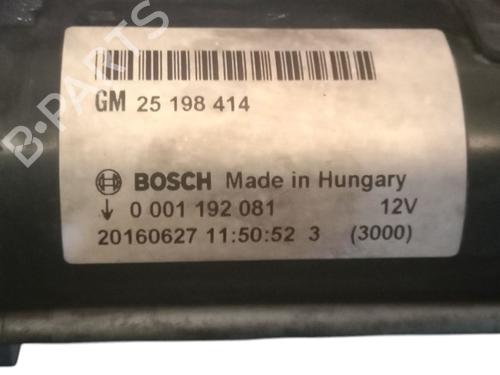 GM 25 198 414
BOSCH Made in Hungary
0 001 192 081 12V
20160627 11:50:52 3 (3000)
B-PARTS